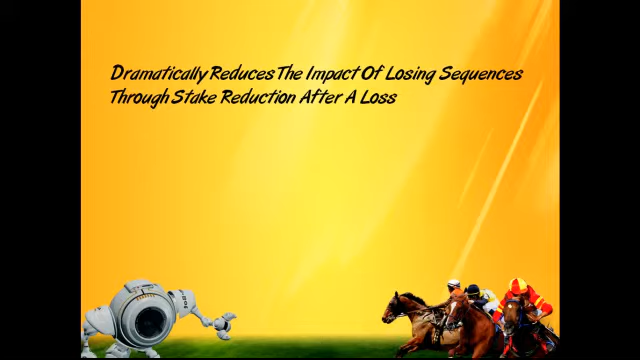 Dramatically Reduces The Impact Of Losing Sequences
Through Stake Reduction After A Loss